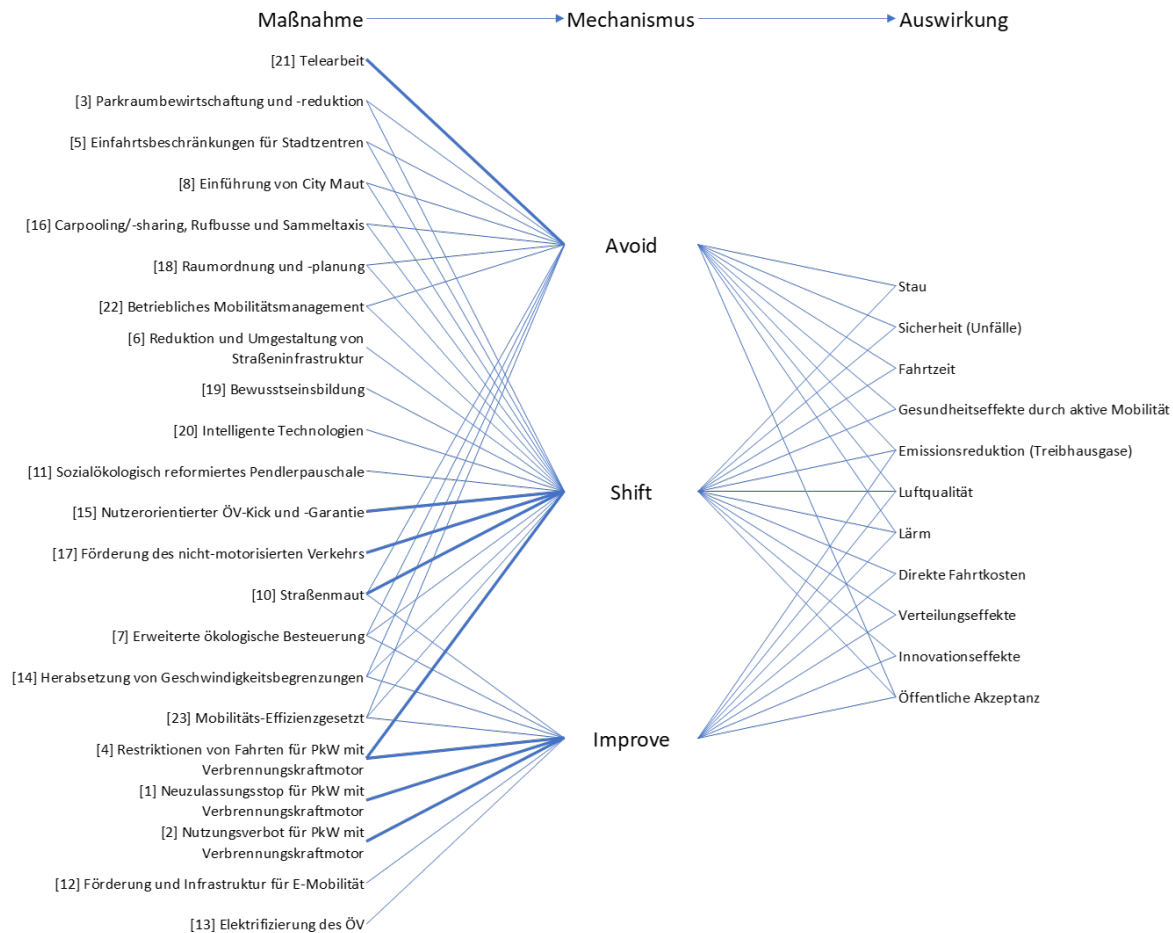 Maßnahme
Mechanismus
Auswirkung
[21] Telearbeit
[3] Parkraumbewirtschaftung und -reduktion
[5] Einfahrtsbeschränkungen für Stadtzentren
[8] Einführung von City Maut
[16] Carpooling/-sharing, Rufbusse und Sammeltaxis
[18] Raumordnung und -planung
[22] Betriebliches Mobilitätsmanagement
[6] Reduktion und Umgestaltung von
Straßeninfrastruktur
[19] Bewusstseinsbildung
[20] Intelligente Technologien
[11] Sozialökologisch reformiertes Pendlerpauschale
[15] Nutzerorientierter ÖV-Kick und -Garantie
[17] Förderung des nicht-motorisierten Verkehrs
[10] Straßenmaut
[7] Erweiterte ökologische Besteuerung
[14] Herabsetzung von Geschwindigkeitsbegrenzungen
[23] Mobilitäts-Effizienzgesetzt
[4] Restriktionen von Fahrten für PkW mit
Verbrennungskraftmotor
[1] Neuzulassungsstop für PkW mit
Verbrennungskraftmotor
[2] Nutzungsverbot für PkW mit
Verbrennungskraftmotor
[12] Förderung und Infrastruktur für E-Mobilität
[13] Elektrifizierung des ÖV
Avoid
Shift
Improve
Stau
Sicherheit (Unfälle)
Fahrtzeit
Gesundheitseffekte durch aktive Mobilität
Emissionsreduktion (Treibhausgase)
Luftqualität
Lärm
Direkte Fahrtkosten
Verteilungseffekte
Innovationseffekte
Öffentliche Akzeptanz